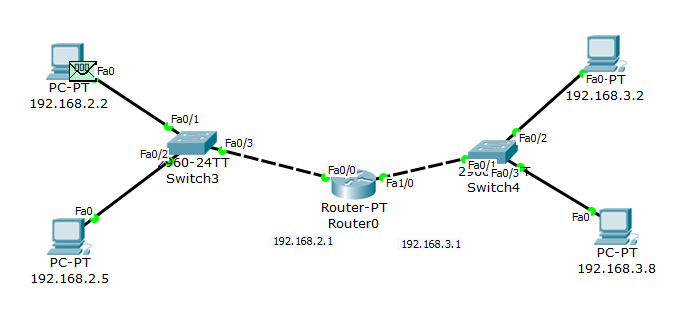 Fa0
PC-PT
192.168.2.2
Fa0/1
Fa0/2
Fa0/3
960-24TT
Switch3
Fa0
PC-PT
192.168.2.5
Fa0/0
Fa1/0
Router-PT
Router0
192.168.2.1
192.168.3.1
Fa0
PT
192.168.3.2
Fa0/2
Fa0/1
Fa0/3
Switch4
Fa0
PC-PT
192.168.3.8